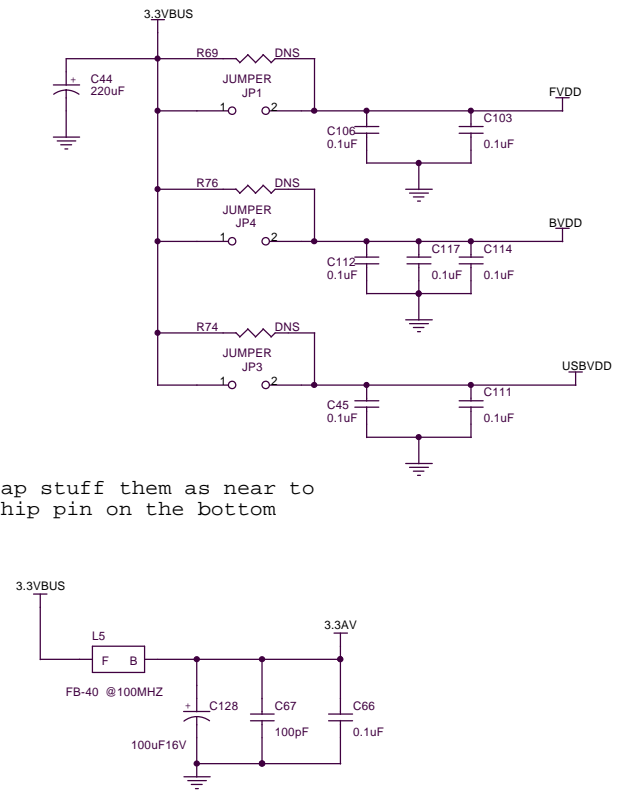 3.3VBUS
R69 DNS
C44
220uF
JUMPER
JP1
1 2
FVDD
C106
0.1uF
C103
0.1uF
R76 DNS
JUMPER
JP4
1 2
BVDD
C112
0.1uF
C117
0.1uF
C114
0.1uF
R74 DNS
JUMPER
JP3
1 2
USBVDD
C45
0.1uF
C111
0.1uF
ap stuff them as near to
hip pin on the bottom
3.3VBUS
L5
F B
FB-40 @100MHZ
3.3AV
C128
100uF16V
C67
100pF
C66
0.1uF